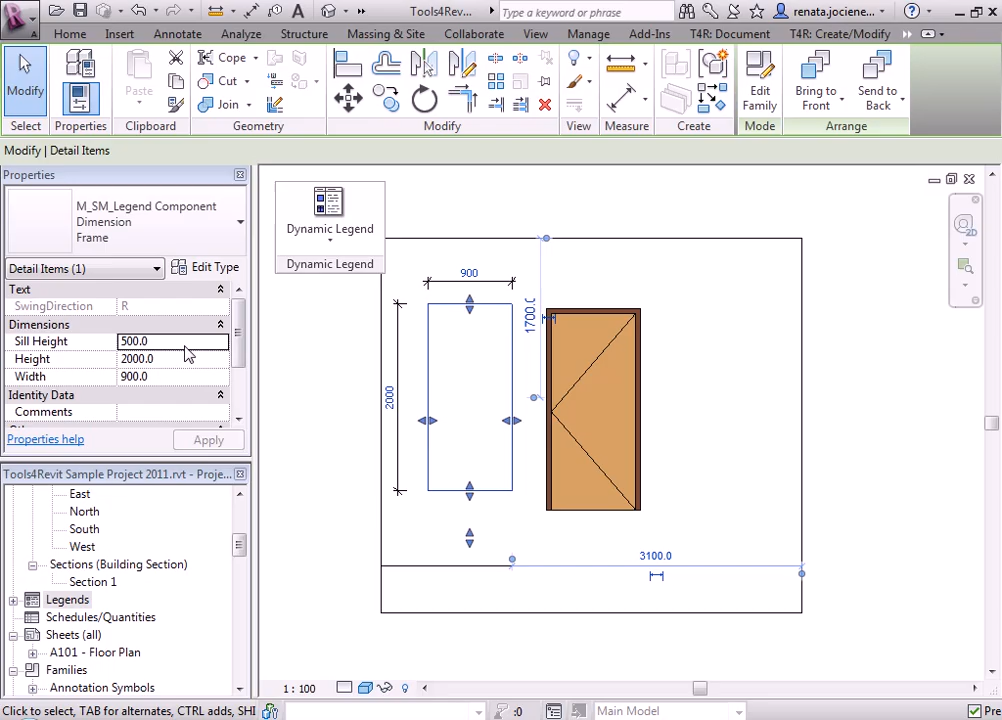 Tools4Revi...
Type a keyword or phrase
renata.jociene...
Home
Insert
Annotate
Analyze
Structure
Massing & Site
Collaborate
View
Manage
Add-Ins
T4R: Document
T4R: Create/Modify
Modify
Select
Properties
Paste
Clipboard
Cope
Cut
Join
Geometry
Modify
View
Measure
Create
Edit
Family
Mode
Bring to
Front
Send to
Back
Arrange
Modify | Detail Items
Properties
M_SM_Legend Component
Dimension
Frame
Detail Items (1)
Edit Type
Text
SwingDirection R
Dimensions
Sill Height 500.0
Height 2000.0
Width 900.0
Identity Data
Comments
Properties help
Apply
Tools4Revit Sample Project 2011.rvt - Proje...
East
North
South
West
Sections (Building Section)
Section 1
Legends
Schedules/Quantities
Sheets (all)
A101 - Floor Plan
Families
Annotation Symbols
Dynamic Legend
Dynamic Legend
900
2000
1700.0
3100.0
2D
1 : 100
Click to select, TAB for alternates, CTRL adds, SHI
:0
Main Model
Pre